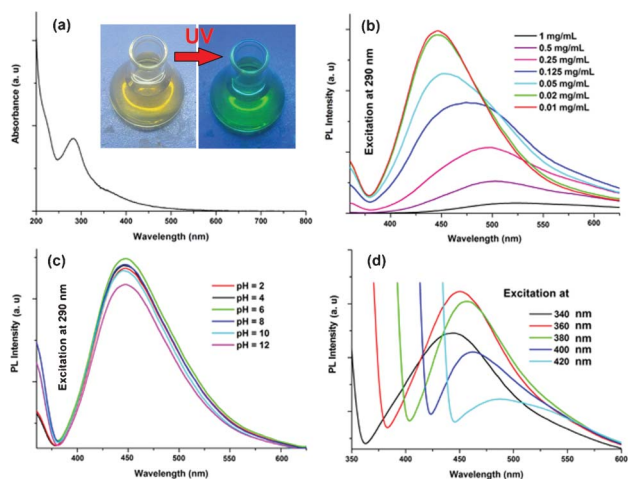 (a)
UV
Absorbance (a. u)
200 300 400 500 600 700 800
Wavelength (nm)
(b)
PL Intensity (a. u)
Excitation at 290 nm
1 mg/mL
0.5 mg/mL
0.25 mg/mL
0.125 mg/mL
0.05 mg/mL
0.02 mg/mL
0.01 mg/mL
400 450 500 550 600
Wavelength (nm)
(c)
PL Intensity (a. u)
Excitation at 290 nm
pH = 2
pH = 4
pH = 6
pH = 8
pH = 10
pH = 12
400 450 500 550 600
Wavelength (nm)
(d)
PL Intensity (a. u)
Excitation at
340 nm
360 nm
380 nm
400 nm
420 nm
350 400 450 500 550 600
Wavelength (nm)